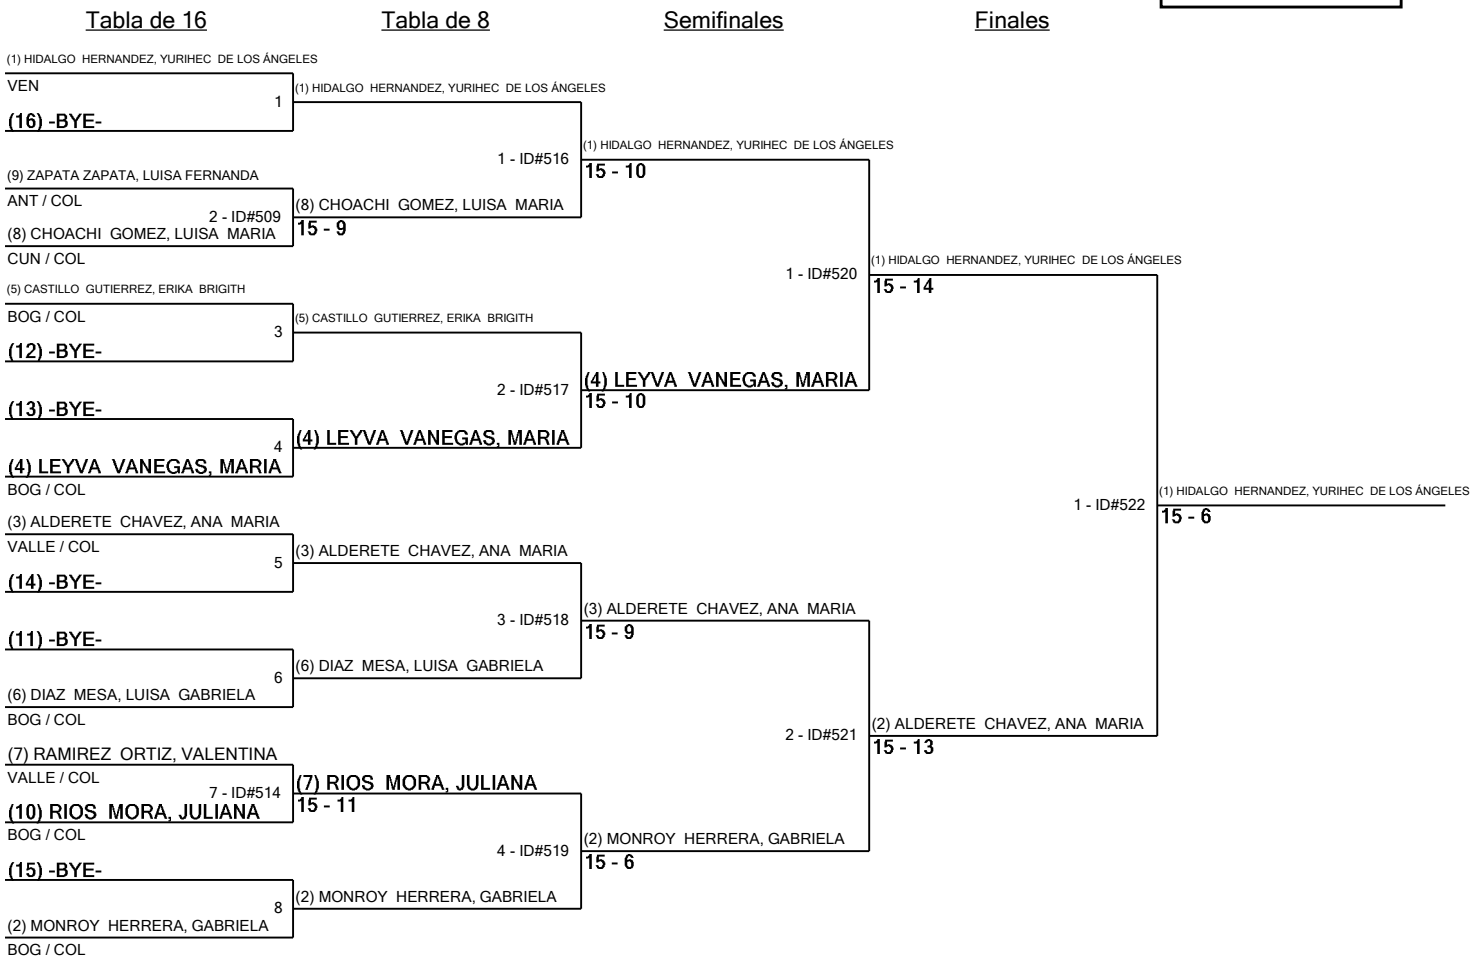 Tabla de 16
Tabla de 8
Semifinales
Finales
(1) HIDALGO HERNANDEZ, YURIHEC DE LOS ÁNGELES
VEN
1
(16) -BYE-
(9) ZAPATA ZAPATA, LUISA FERNANDA
ANT / COL
2 - ID#509
(8) CHOACHI GOMEZ, LUISA MARIA
CUN / COL
(5) CASTILLO GUTIERREZ, ERIKA BRIGITH
BOG / COL
3
(12) -BYE-
(13) -BYE-
4
(4) LEYVA VANEGAS, MARIA
BOG / COL
(3) ALDERETE CHAVEZ, ANA MARIA
VALLE / COL
5
(14) -BYE-
(11) -BYE-
6
(6) DIAZ MESA, LUISA GABRIELA
BOG / COL
(7) RAMIREZ ORTIZ, VALENTINA
VALLE / COL
7 - ID#514
(10) RIOS MORA, JULIANA
BOG / COL
(15) -BYE-
8
(2) MONROY HERRERA, GABRIELA
BOG / COL
(1) HIDALGO HERNANDEZ, YURIHEC DE LOS ÁNGELES
1 - ID#516
(8) CHOACHI GOMEZ, LUISA MARIA
15 - 9
(5) CASTILLO GUTIERREZ, ERIKA BRIGITH
2 - ID#517
(4) LEYVA VANEGAS, MARIA
(3) ALDERETE CHAVEZ, ANA MARIA
3 - ID#518
(6) DIAZ MESA, LUISA GABRIELA
(7) RIOS MORA, JULIANA
15 - 11
4 - ID#519
(2) MONROY HERRERA, GABRIELA
(1) HIDALGO HERNANDEZ, YURIHEC DE LOS ÁNGELES
15 - 10
1 - ID#520
(4) LEYVA VANEGAS, MARIA
15 - 10
(3) ALDERETE CHAVEZ, ANA MARIA
15 - 9
2 - ID#521
(2) MONROY HERRERA, GABRIELA
15 - 6
(1) HIDALGO HERNANDEZ, YURIHEC DE LOS ÁNGELES
15 - 14
1 - ID#522
(2) ALDERETE CHAVEZ, ANA MARIA
15 - 13
(1) HIDALGO HERNANDEZ, YURIHEC DE LOS ÁNGELES
15 - 6